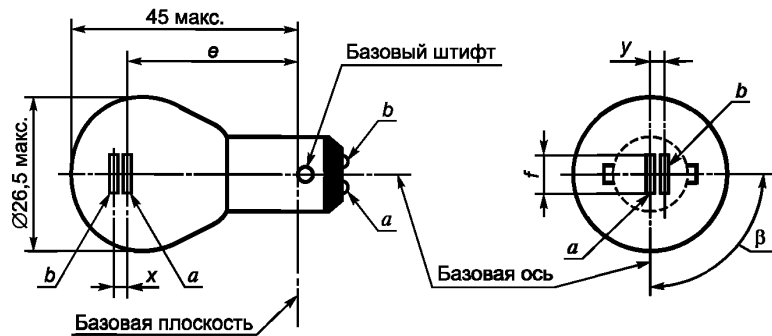 45 макс.
e
Базовый штифт
b
y
b
Ø26,5 макс.
f
a
a
b
x
a
β
Базовая ось
Базовая плоскость